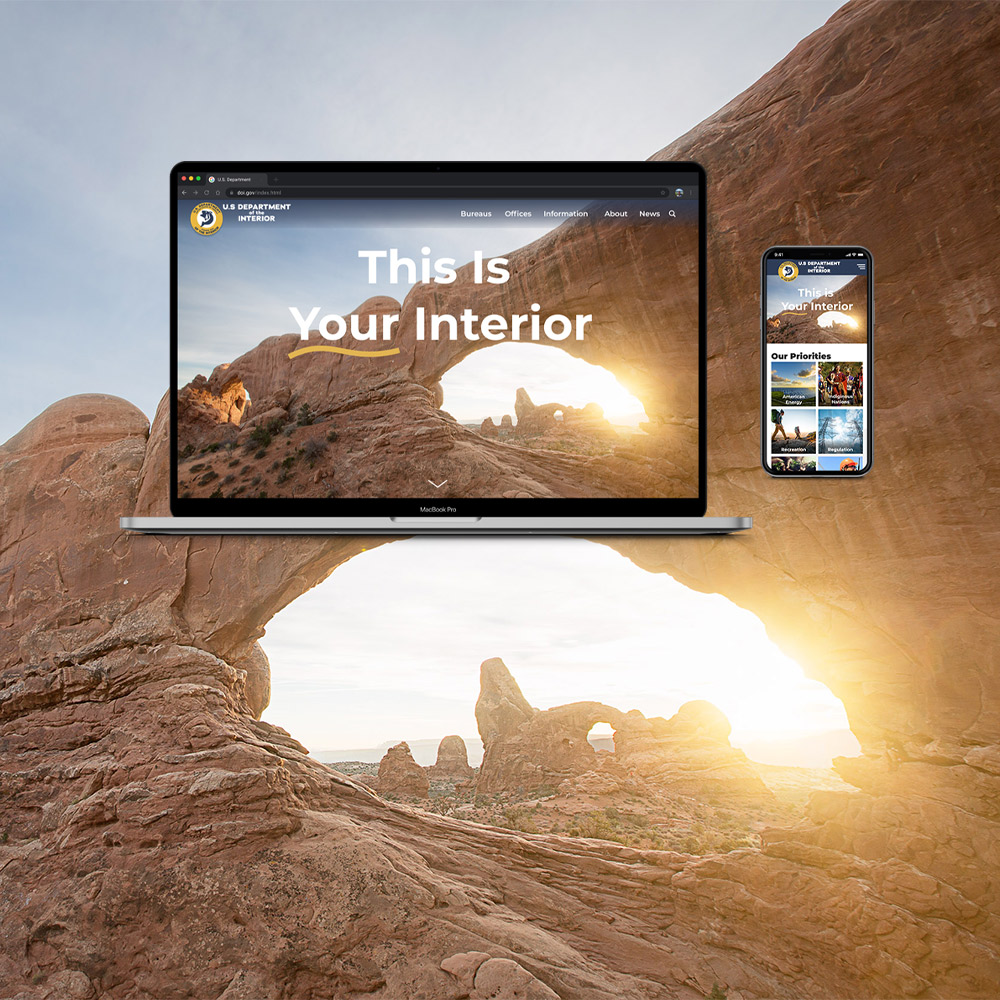 U.S. Department
doi.gov/index.html
U.S DEPARTMENT
of the
INTERIOR
Bureaus Offices Information About News
This Is
Your Interior
MacBook Pro
9:41
U.S DEPARTMENT
of the
INTERIOR
This is
Your Interior
Our Priorities
American
Energy
Indiginous
Nations
Recreation
Regulation